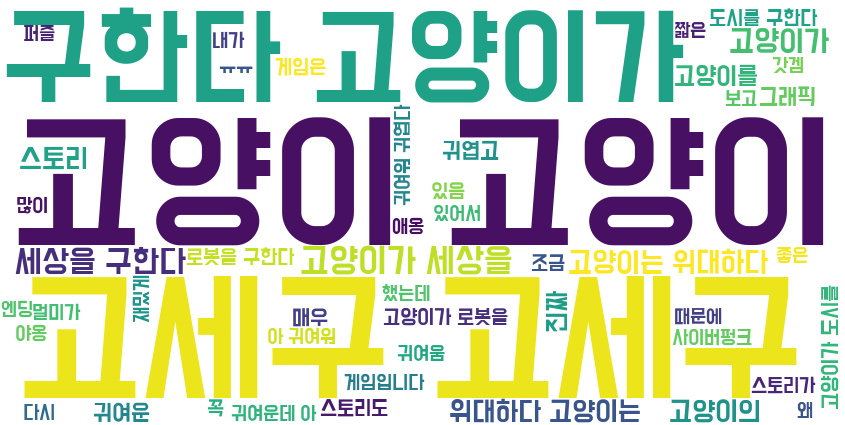 퍼즐
내가
짧은
도시를 구한다
구한다 고양이가
고양이가
ㅠㅠ
게임은
고양이를
갓겜
보고
그래픽
고양이 고양이
스토리
귀여워 귀엽다
귀엽고
많이
있음
있어서
애옹
세상을 구한다
로봇을 구한다
고양이가 세상을
조금
고양이는 위대하다
좋은
고세구 고세구
엔딩
멀미가
재밌게
했는데
매우
고양이가 로봇을
진짜
때문에
고양이가 도시를
야옹
아 귀여워
사이버펑크
귀여움
게임입니다
스토리가
다시
귀여운
꼭
귀여운데 아
스토리도
위대하다 고양이는
고양이의
왜